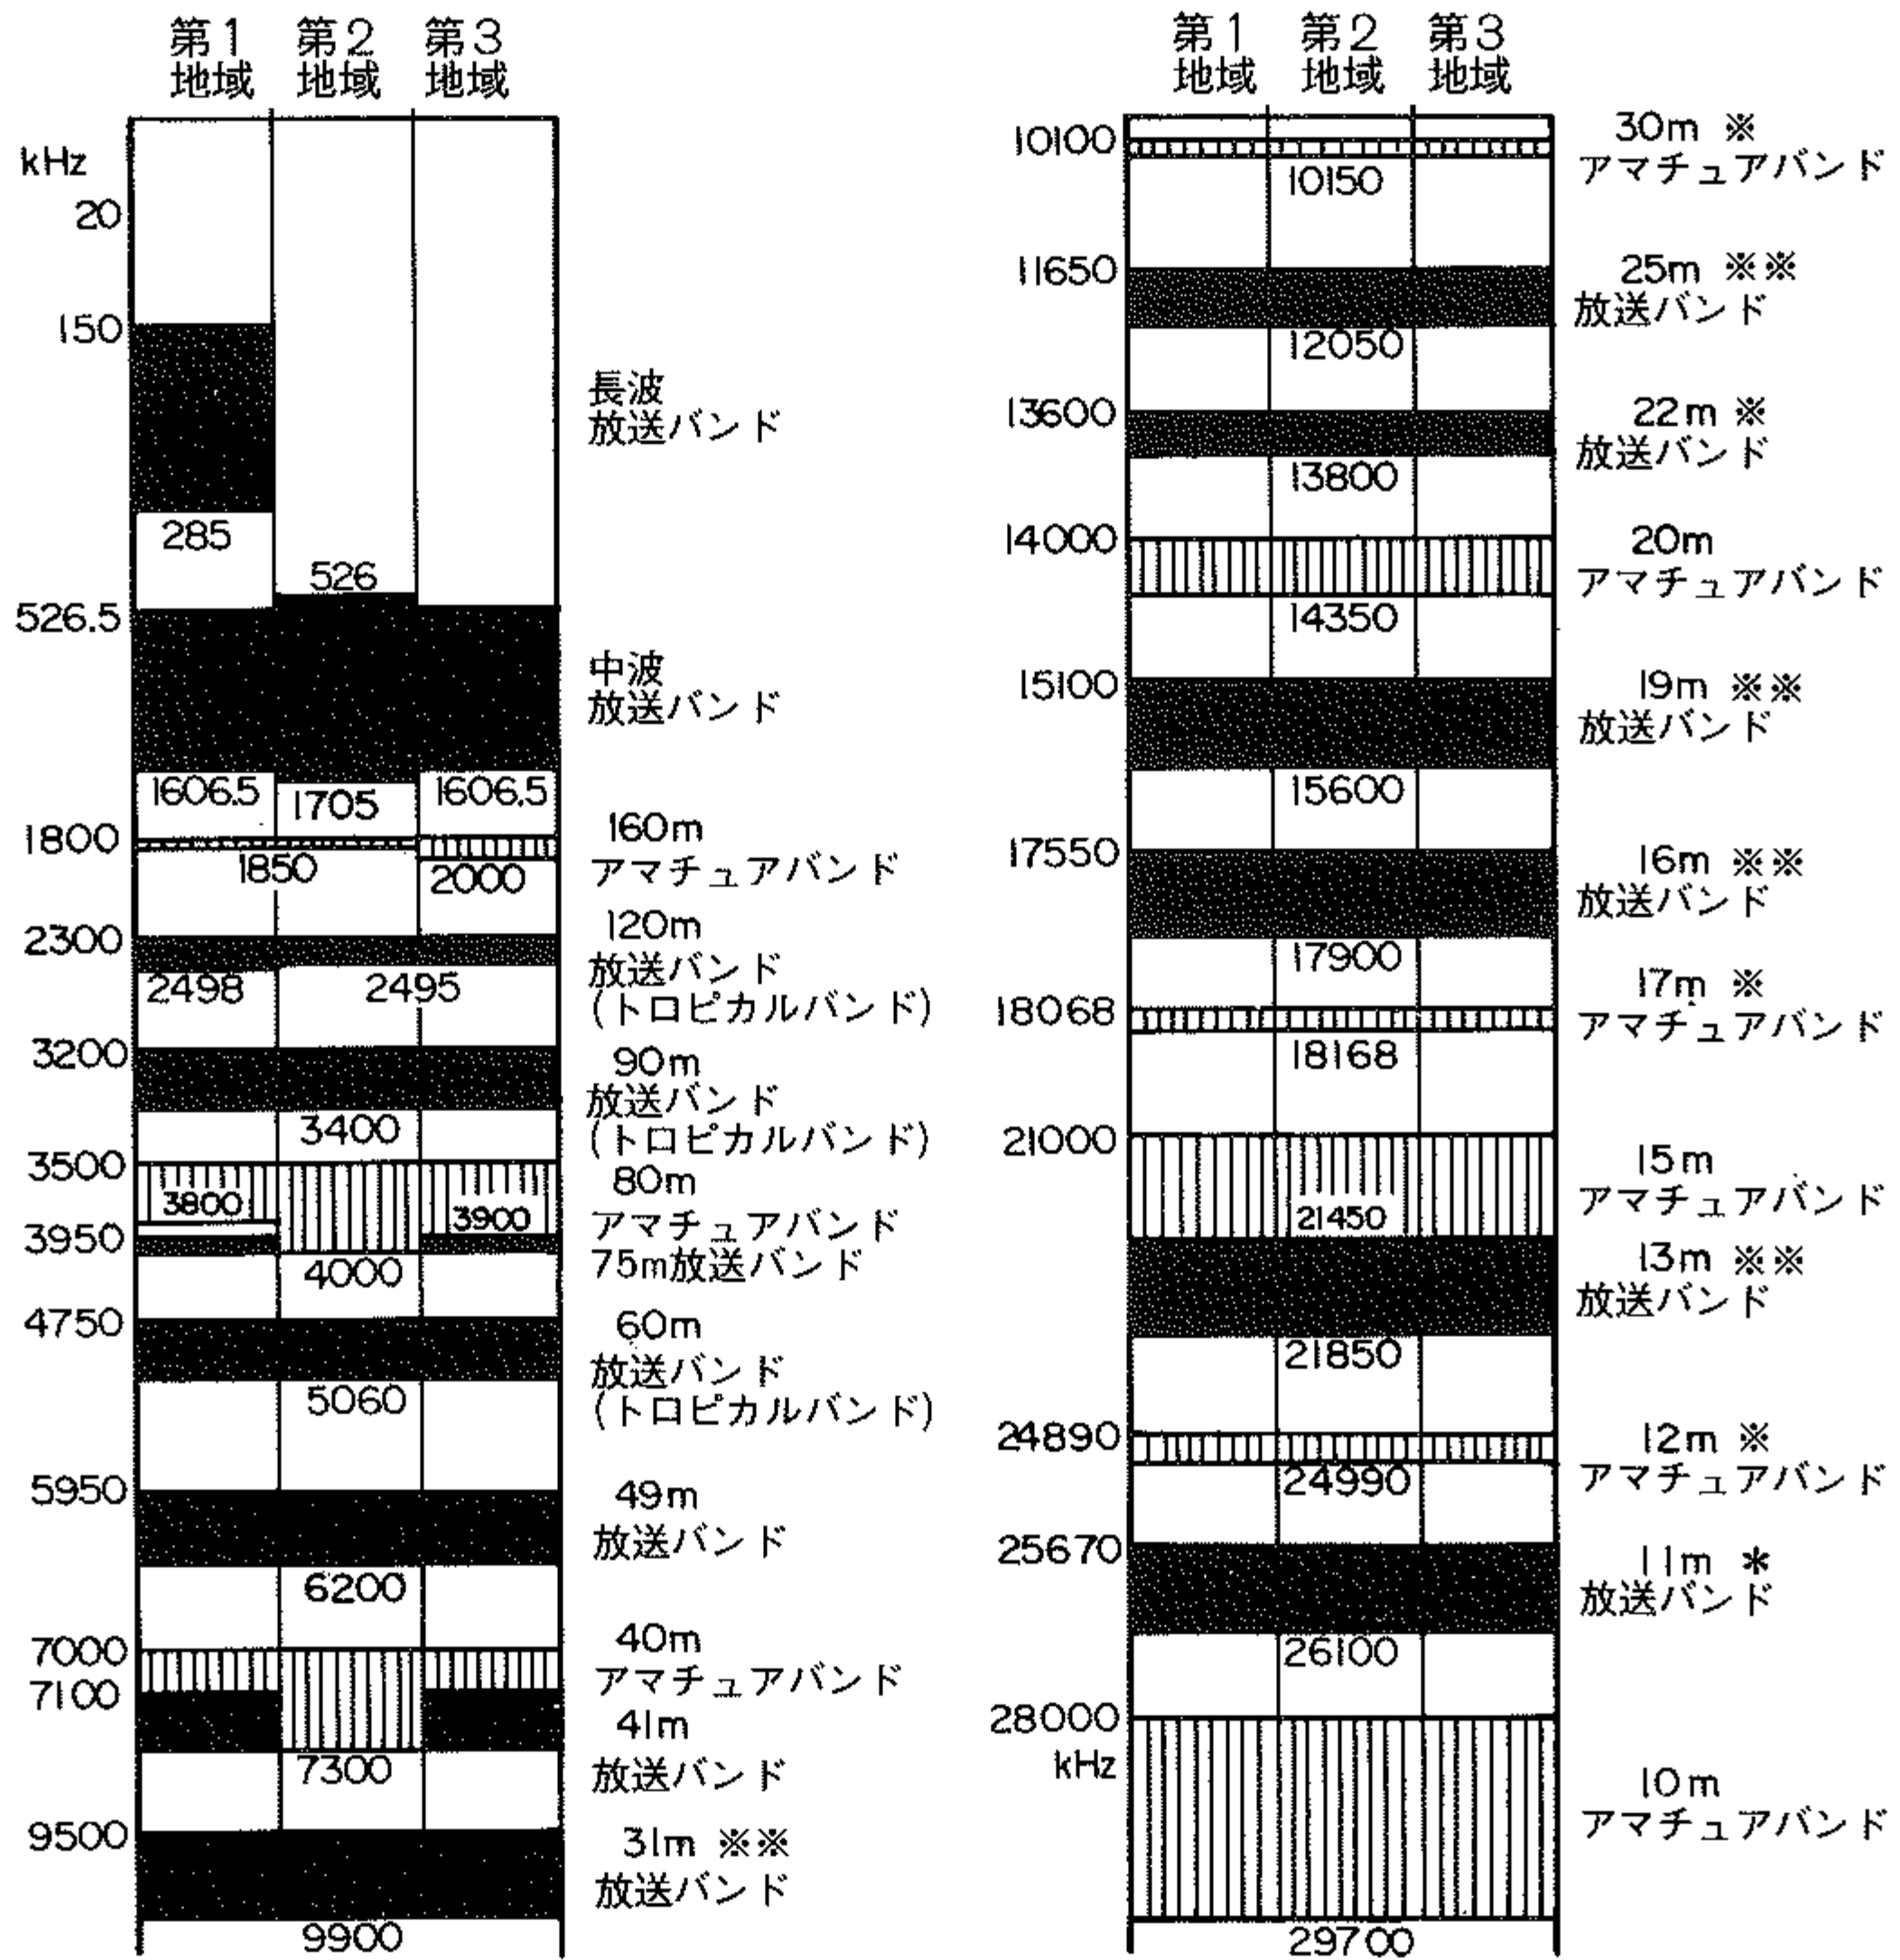 第1 第2 第3
地域 地域 地域
kHz
20
150
長波
放送バンド
285
526
526.5
中波
放送バンド
1606.5 1705 1606.5
160m
1800
アマチュアバンド
1850 2000
120m
2300
放送バンド
2498 2495
(トロピカルバンド)
3200
90m
放送バンド
3400
(トロピカルバンド)
3500
80m
3800 3900
アマチュアバンド
3950
75m放送バンド
4000
4750
60m
放送バンド
5060
(トロピカルバンド)
5950
49m
放送バンド
6200
40m
7000
アマチュアバンド
7100
41m
7300
放送バンド
9500
31m ※※
放送バンド
9900
第1 第2 第3
地域 地域 地域
10100
30m ※
アマチュアバンド
10150
11650
25m ※※
放送バンド
12050
13600
22m ※
放送バンド
13800
14000
20m
アマチュアバンド
14350
15100
19m ※※
放送バンド
15600
17550
16m ※※
放送バンド
17900
17m ※
18068
アマチュアバンド
18168
21000
15m
アマチュアバンド
21450
13m ※※
放送バンド
21850
24890
12m ※
アマチュアバンド
24990
25670
11m *
放送バンド
26100
28000
kHz
10m
アマチュアバンド
29700